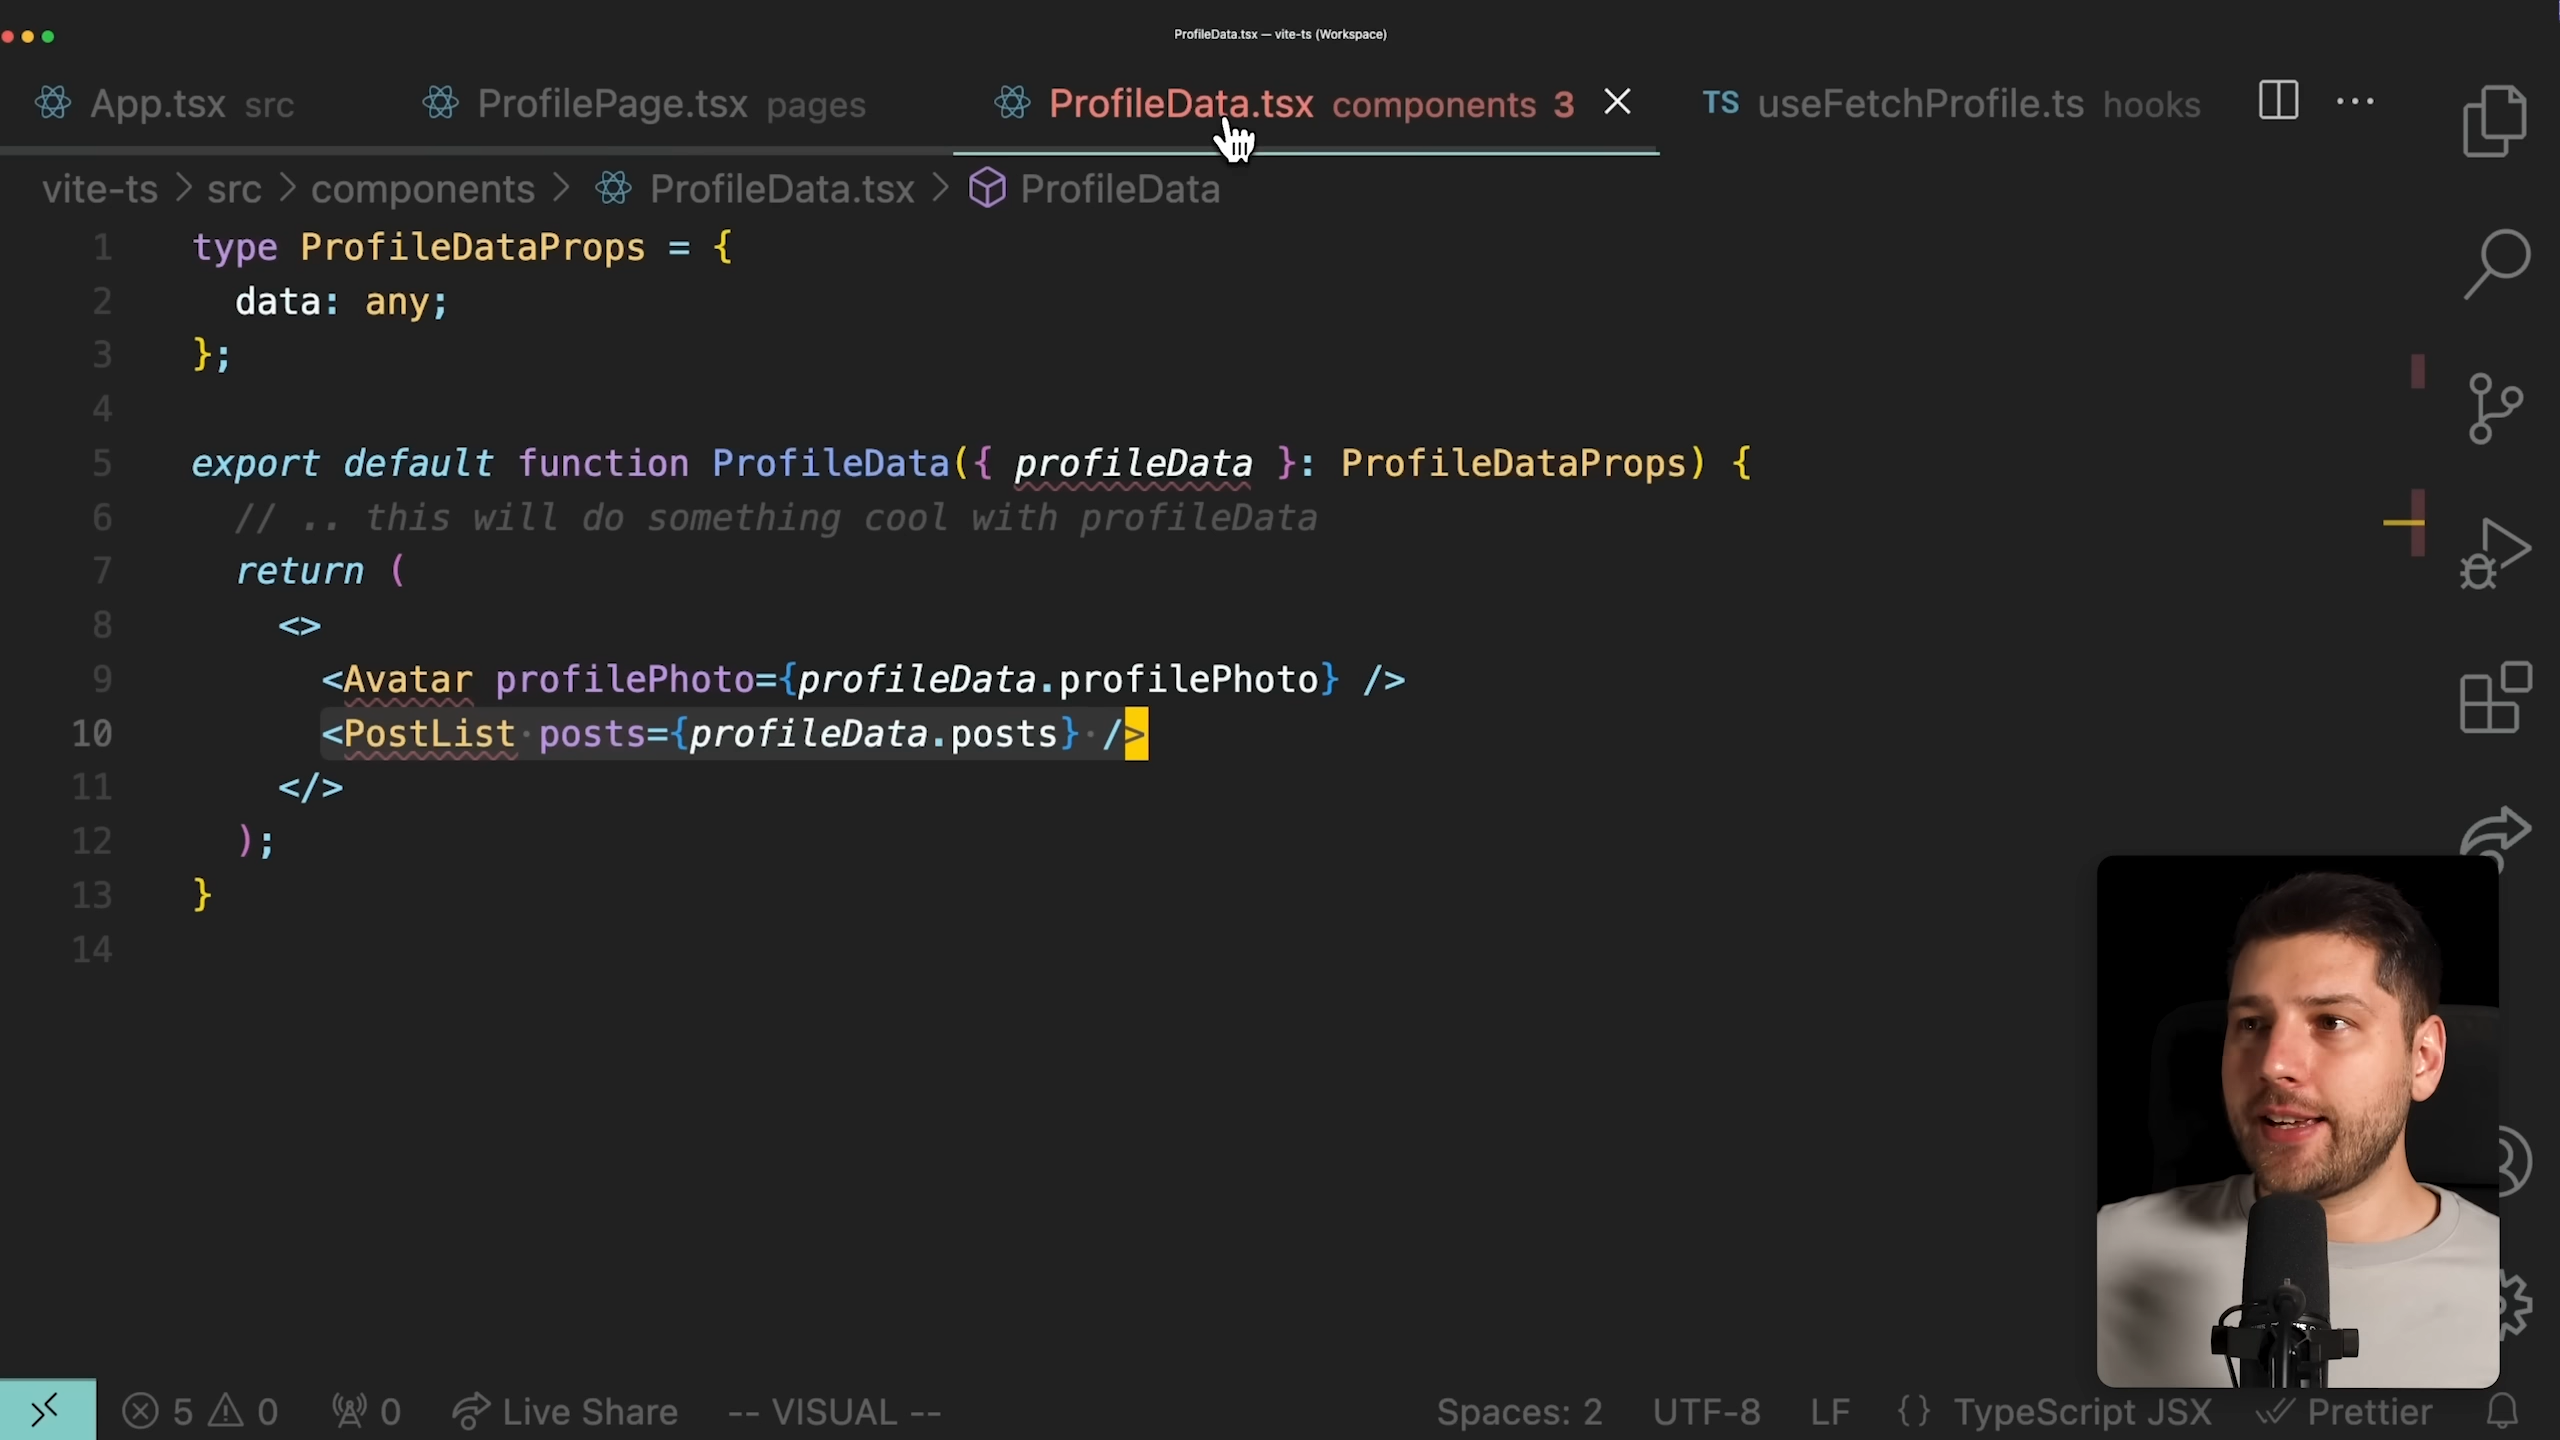 ProfileData.tsx — vite-ts (Workspace)
App.tsx src ProfilePage.tsx pages ProfileData.tsx components 3 TS useFetchProfile.ts hooks
vite-ts > src > components > ProfileData.tsx > ProfileData
1 type ProfileDataProps = {
2 data: any;
3 };
4
5 export default function ProfileData({ profileData }: ProfileDataProps) {
6 // .. this will do something cool with profileData
7 return (
8 <>
9 <Avatar profilePhoto={profileData.profilePhoto} />
10 <PostList posts={profileData.posts} />
11 </>
12 );
13 }
14
5 0 0 Live Share -- VISUAL -- Spaces: 2 UTF-8 LF {} TypeScript JSX Prettier